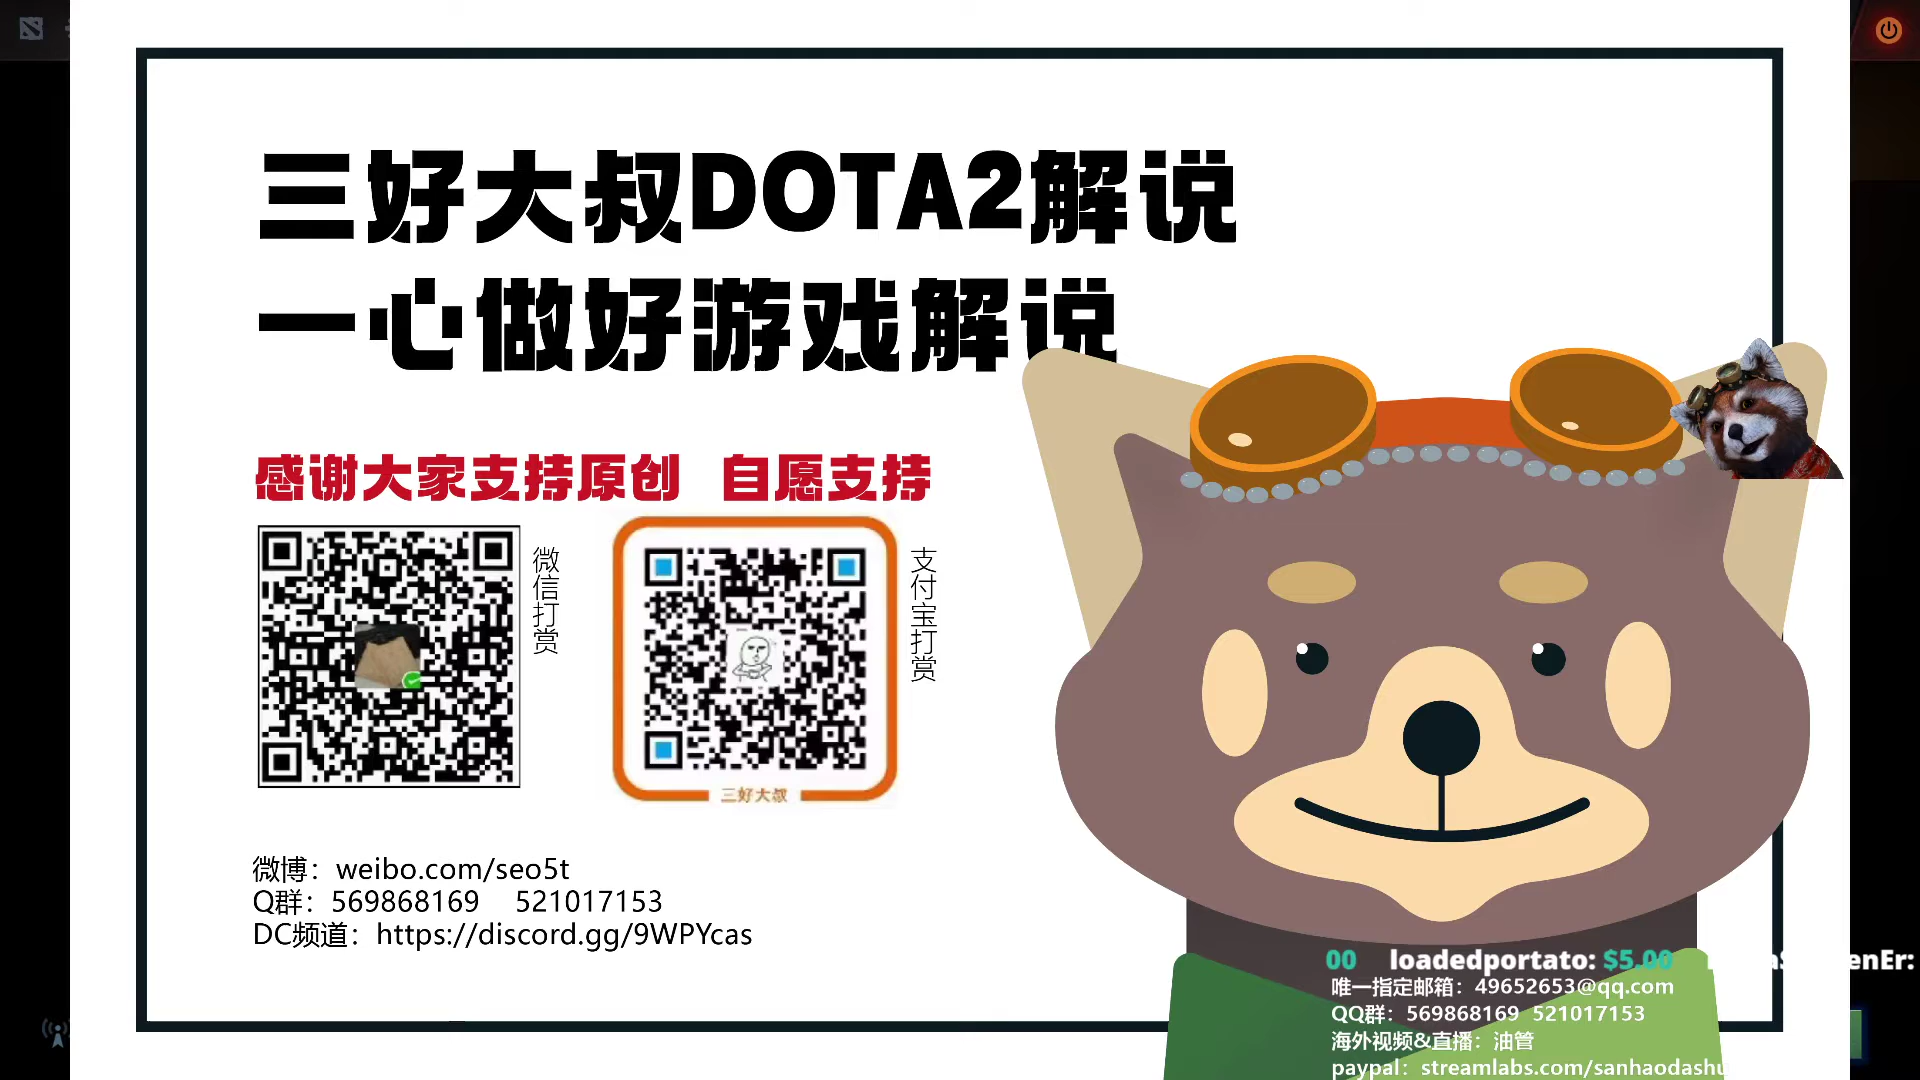 三好大叔DOTA2解说
一心做好游戏解说
感谢大家支持原创 自愿支持
微信打赏
支付宝打赏
三好大叔
微博：weibo.com/seo5t
Q群：569868169 521017153
DC频道：https://discord.gg/9WPYcas
00 loadedportato: $5.00 enEr:
唯一指定邮箱：49652653@qq.com
QQ群：569868169 521017153
海外视频&直播：油管
paypal：streamlabs.com/sanhaodashu